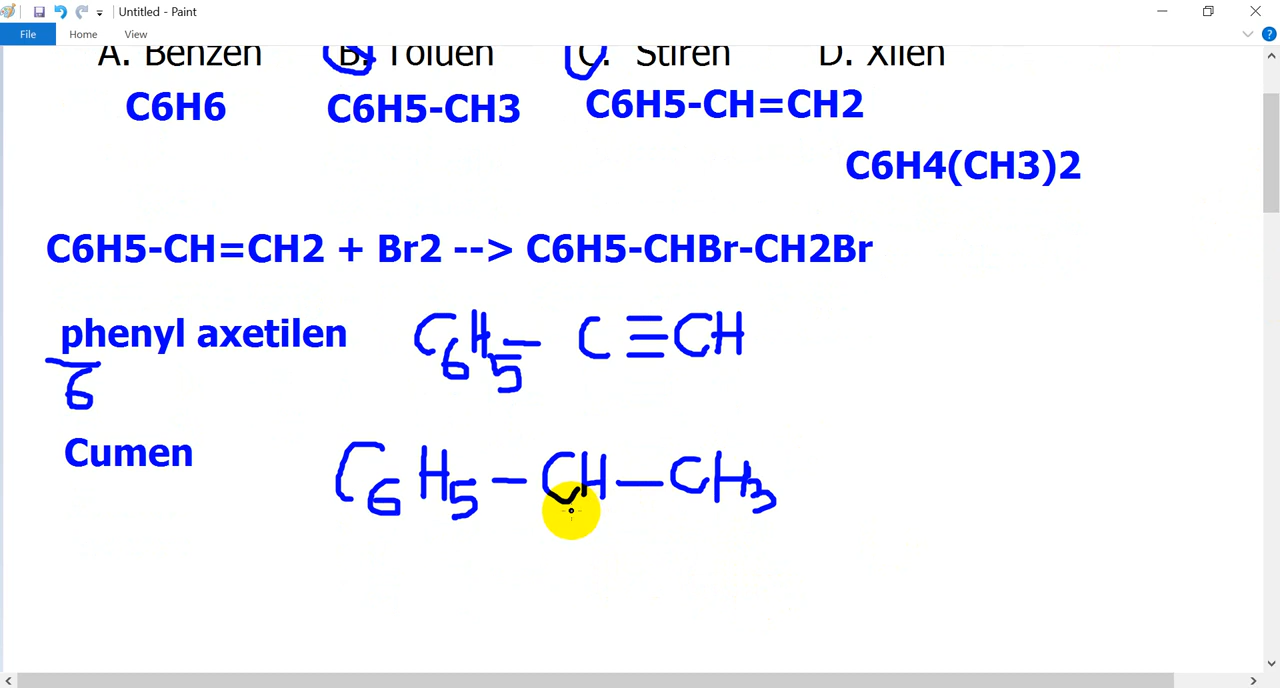 Untitled - Paint
File Home View
A. Benzen B. Toluen C. Stiren D. Xilen
C6H6 C6H5-CH3 C6H5-CH=CH2
C6H4(CH3)2
C6H5-CH=CH2 + Br2 --> C6H5-CHBr-CH2Br
phenyl axetilen C6H5- C≡CH
6
Cumen C6H5-CH-CH3